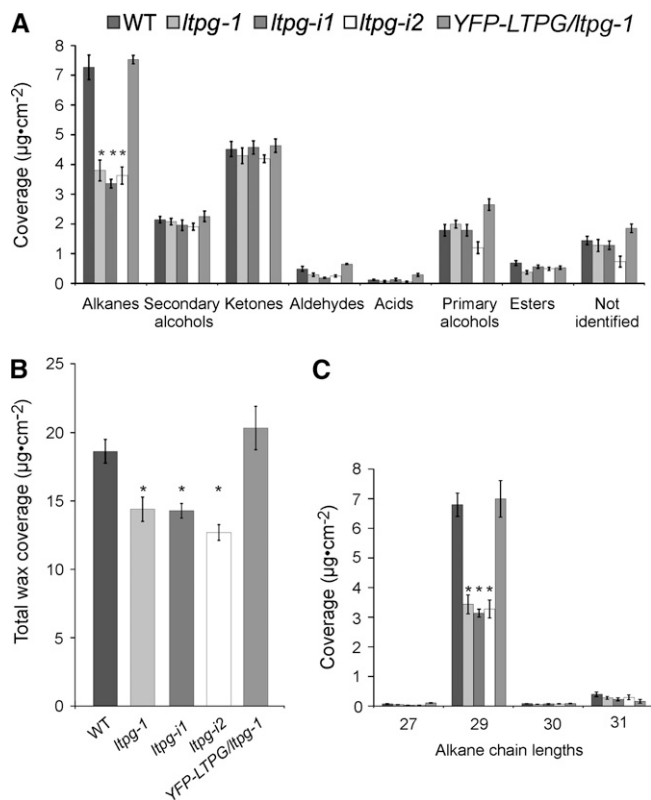 A
WT ltpg-1 ltpg-i1 ltpg-i2 YFP-LTPG/ltpg-1
Coverage (µg•cm-2)
8
7
6
5
4
3
2
1
0
* * *
Alkanes Secondary alcohols Ketones Aldehydes Acids Primary alcohols Esters Not identified
B
Total wax coverage (µg•cm-2)
25
20
15
10
5
0
* * *
WT ltpg-1 ltpg-i1 ltpg-i2 YFP-LTPG/ltpg-1
C
Coverage (µg•cm-2)
8
7
6
5
4
3
2
1
0
* * *
27 29 30 31
Alkane chain lengths